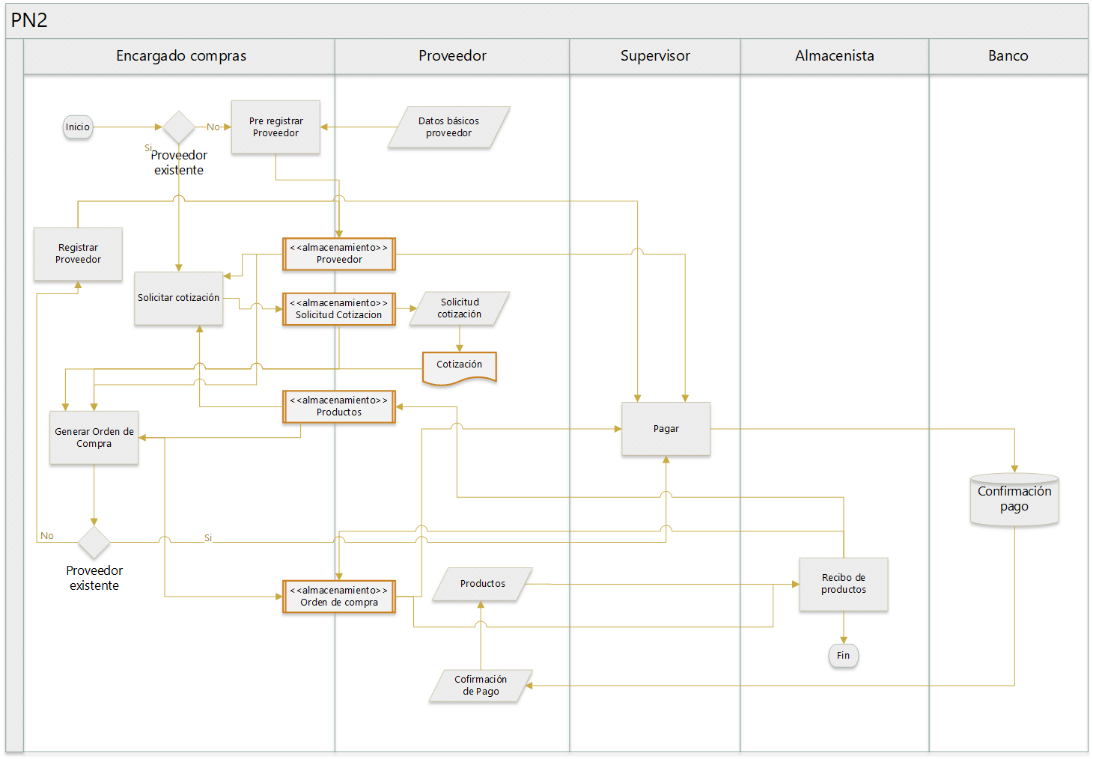 PN2
Encargado compras
Proveedor
Supervisor
Almacenista
Banco
Inicio
No
Pre registrar
Proveedor
Datos básicos
proveedor
Si
Proveedor
existente
Registrar
Proveedor
<<almacenamiento>>
Proveedor
Solicitar cotización
<<almacenamiento>>
Solicitud Cotizacion
Solicitud
cotización
Cotización
<<almacenamiento>>
Productos
Generar Orden de
Compra
Pagar
Confirmación
pago
No
Si
Proveedor
existente
<<almacenamiento>>
Orden de compra
Productos
Recibo de
productos
Fin
Cofirmación
de Pago